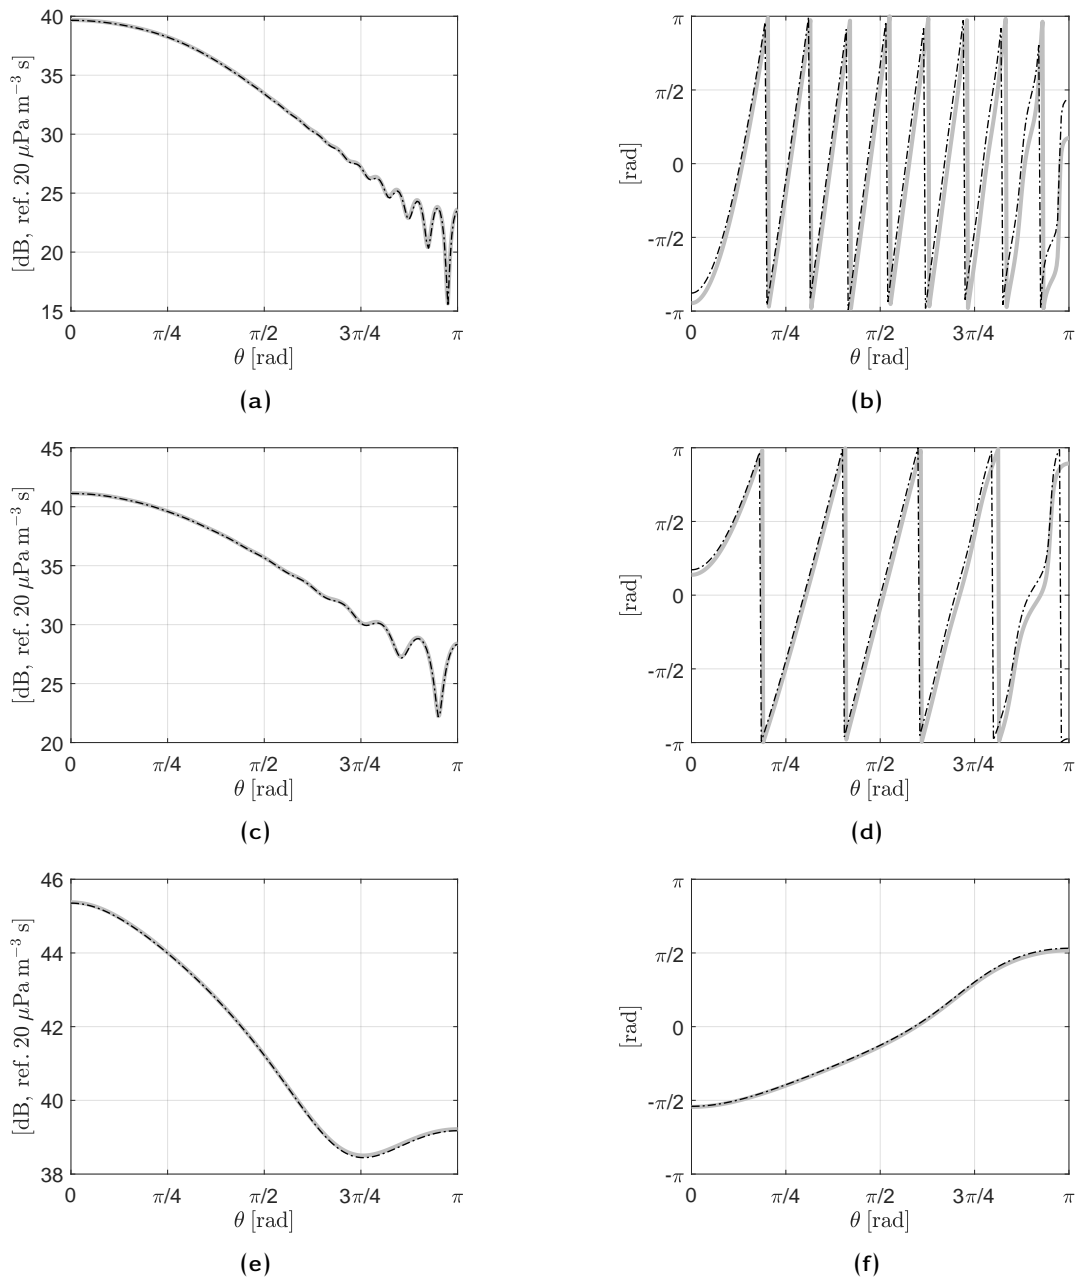 40
35
30
25
20
15
[dB, ref. 20 μPa m⁻³ s]
0 π/4 π/2 3π/4 π
θ [rad]
(a)
π
π/2
0
-π/2
-π
[rad]
0 π/4 π/2 3π/4 π
θ [rad]
(b)
45
40
35
30
25
20
[dB, ref. 20 μPa m⁻³ s]
0 π/4 π/2 3π/4 π
θ [rad]
(c)
π
π/2
0
-π/2
-π
[rad]
0 π/4 π/2 3π/4 π
θ [rad]
(d)
46
44
42
40
38
[dB, ref. 20 μPa m⁻³ s]
0 π/4 π/2 3π/4 π
θ [rad]
(e)
π
π/2
0
-π/2
-π
[rad]
0 π/4 π/2 3π/4 π
θ [rad]
(f)